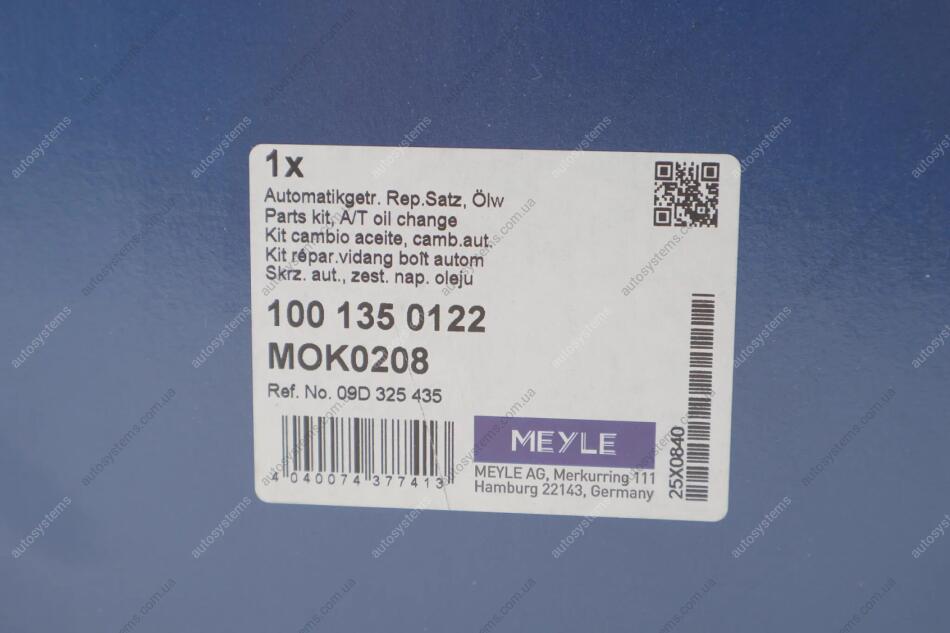 1x
Automatikgetr. Rep.Satz, Ölw
Parts kit, A/T oil change
Kit cambio aceite, camb.aut.
Kit répar.vidang boît autom
Skrz. aut., zest. nap. oleju
100 135 0122
MOK0208
Ref. No. 09D 325 435
4 040074 377413
MEYLE
MEYLE AG, Merkurring 111
Hamburg 22143, Germany
25X0840
autosystems.com.ua